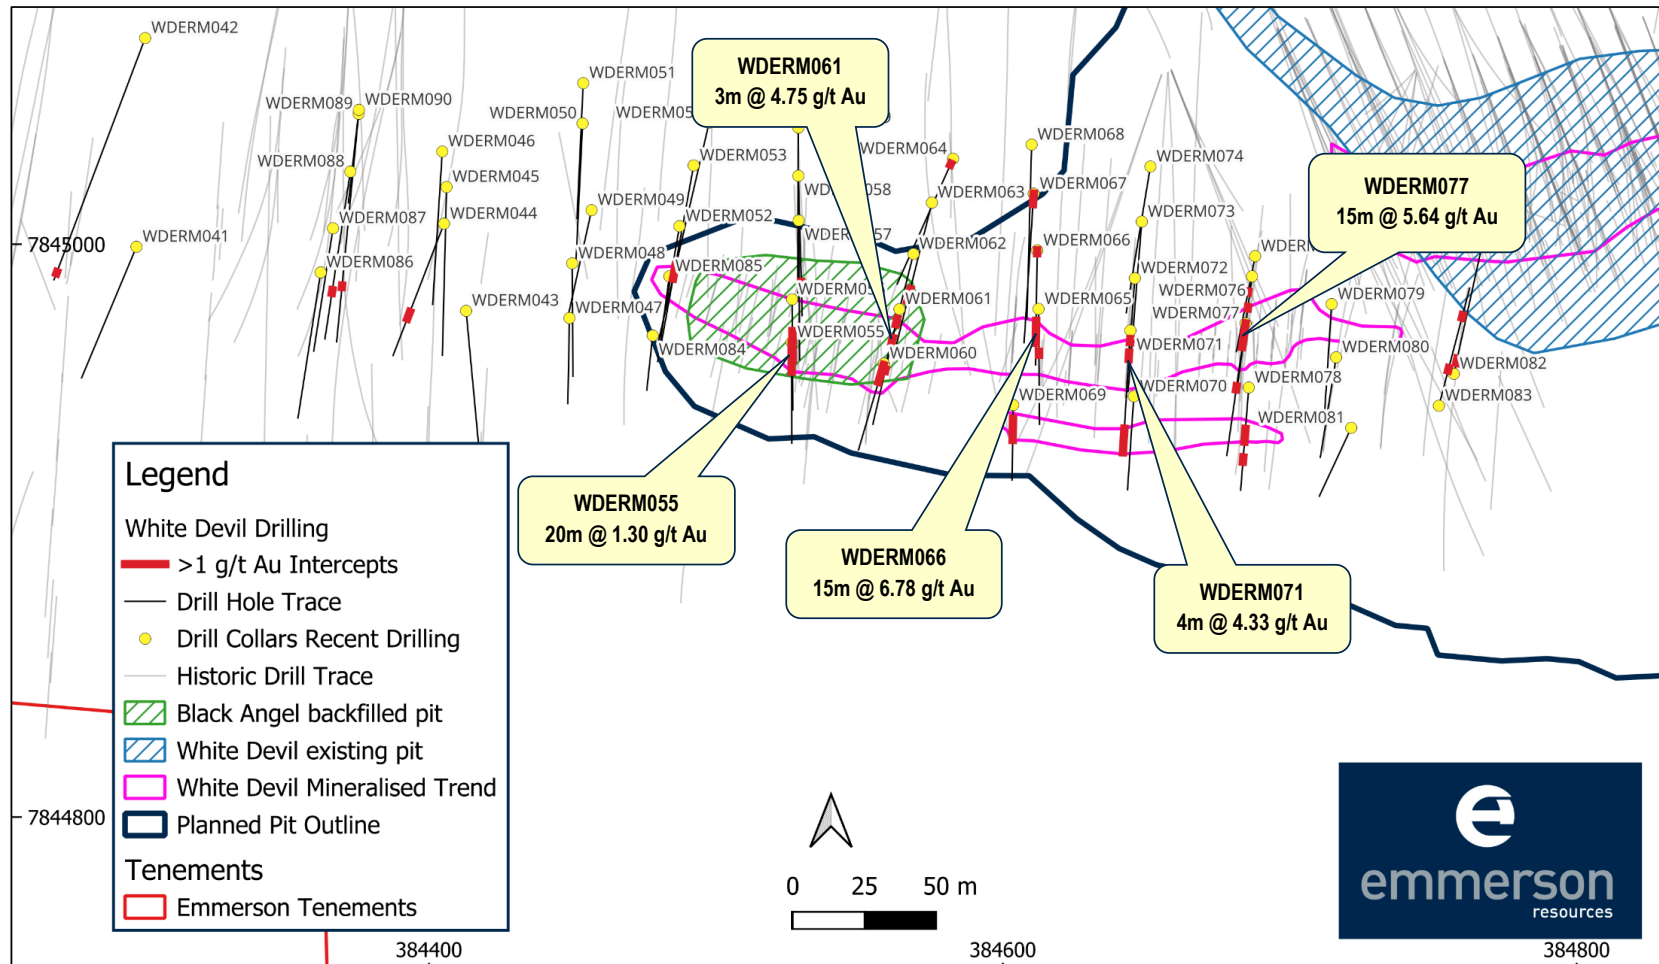 WDERM042
WDERM089
WDERM090
WDERM051
WDERM050
WDERM061
3m @ 4.75 g/t Au
WDERM088
WDERM046
WDERM045
WDERM053
WDERM064
WDERM068
WDERM074
WDERM063
WDERM067
WDERM077
15m @ 5.64 g/t Au
7845000
WDERM041
WDERM087
WDERM044
WDERM049
WDERM052
WDERM062
WDERM066
WDERM073
WDERM086
WDERM048
WDERM085
WDERM072
WDERM043
WDERM047
WDERM061
WDERM065
WDERM076
WDERM079
WDERM084
WDERM055
WDERM060
WDERM077
WDERM071
WDERM080
WDERM082
WDERM069
WDERM070
WDERM078
WDERM083
WDERM081
WDERM055
20m @ 1.30 g/t Au
WDERM066
15m @ 6.78 g/t Au
WDERM071
4m @ 4.33 g/t Au
Legend
White Devil Drilling
>1 g/t Au Intercepts
Drill Hole Trace
Drill Collars Recent Drilling
Historic Drill Trace
Black Angel backfilled pit
White Devil existing pit
White Devil Mineralised Trend
Planned Pit Outline
Tenements
Emmerson Tenements
7844800
0 25 50 m
384400
384600
384800
emmerson
resources